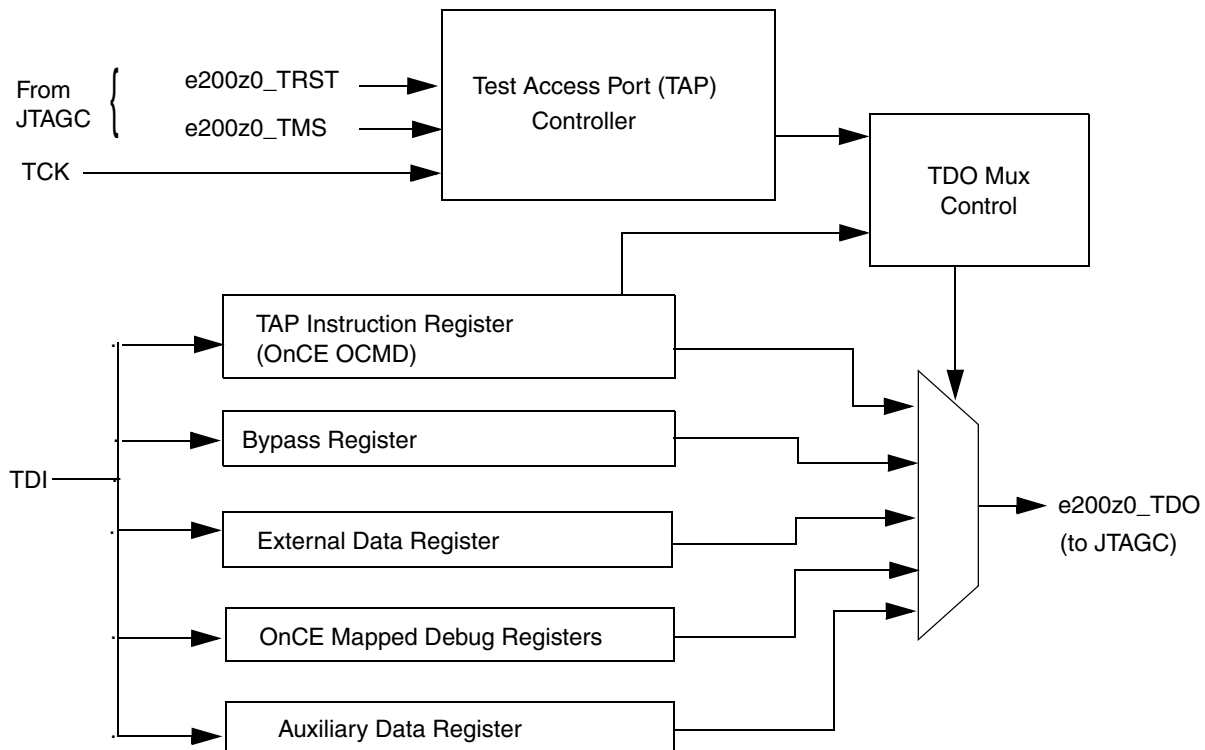 From
JTAGC
e200z0_TRST
e200z0_TMS
TCK
Test Access Port (TAP)
Controller
TDO Mux
Control
TAP Instruction Register
(OnCE OCMD)
Bypass Register
TDI
External Data Register
OnCE Mapped Debug Registers
Auxiliary Data Register
e200z0_TDO
(to JTAGC)